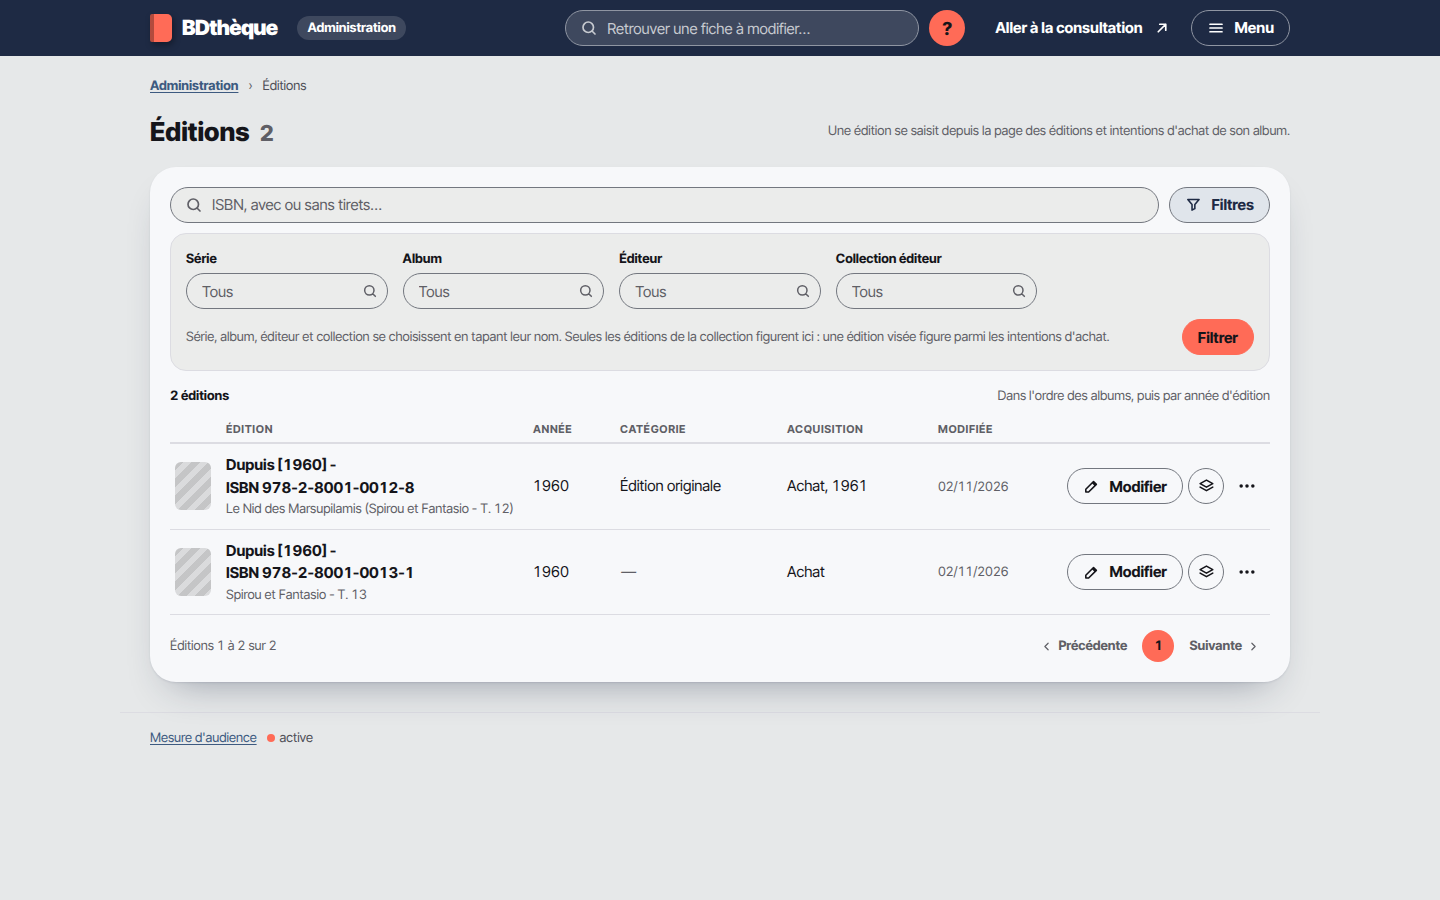 BDthèque
Administration
Retrouver une fiche à modifier...
?
Aller à la consultation
Menu
Administration › Éditions
Éditions 2
Une édition se saisit depuis la page des éditions et intentions d'achat de son album.
ISBN, avec ou sans tirets...
Filtres
Série
Album
Éditeur
Collection éditeur
Tous
Tous
Tous
Tous
Série, album, éditeur et collection se choisissent en tapant leur nom. Seules les éditions de la collection figurent ici : une édition visée figure parmi les intentions d'achat.
Filtrer
2 éditions
Dans l'ordre des albums, puis par année d'édition
ÉDITION
ANNÉE
CATÉGORIE
ACQUISITION
MODIFIÉE
Dupuis [1960] -
ISBN 978-2-8001-0012-8
Le Nid des Marsupilamis (Spirou et Fantasio - T. 12)
1960
Édition originale
Achat, 1961
02/11/2026
Modifier
Dupuis [1960] -
ISBN 978-2-8001-0013-1
Spirou et Fantasio - T. 13
1960
—
Achat
02/11/2026
Modifier
Éditions 1 à 2 sur 2
‹ Précédente
1
Suivante ›
Mesure d'audience
active